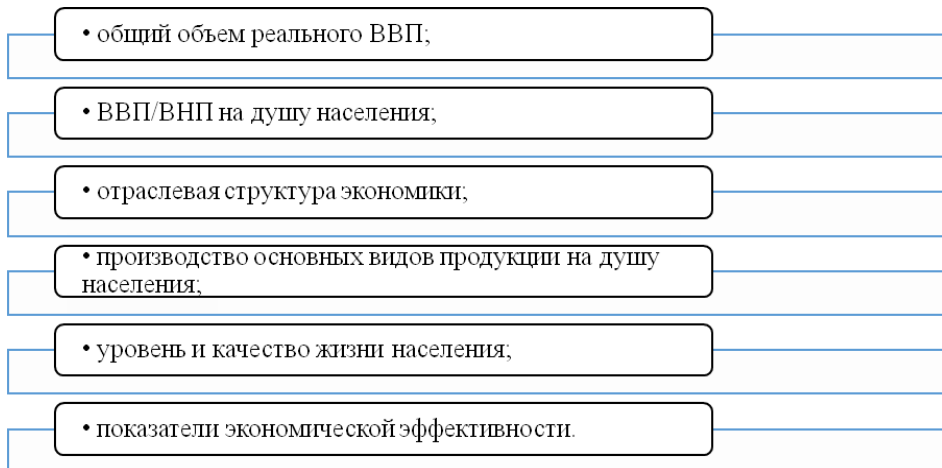 • общий объем реального ВВП;
• ВВП/ВНП на душу населения;
• отраслевая структура экономики;
• производство основных видов продукции на душу
населения;
• уровень и качество жизни населения;
• показатели экономической эффективности.